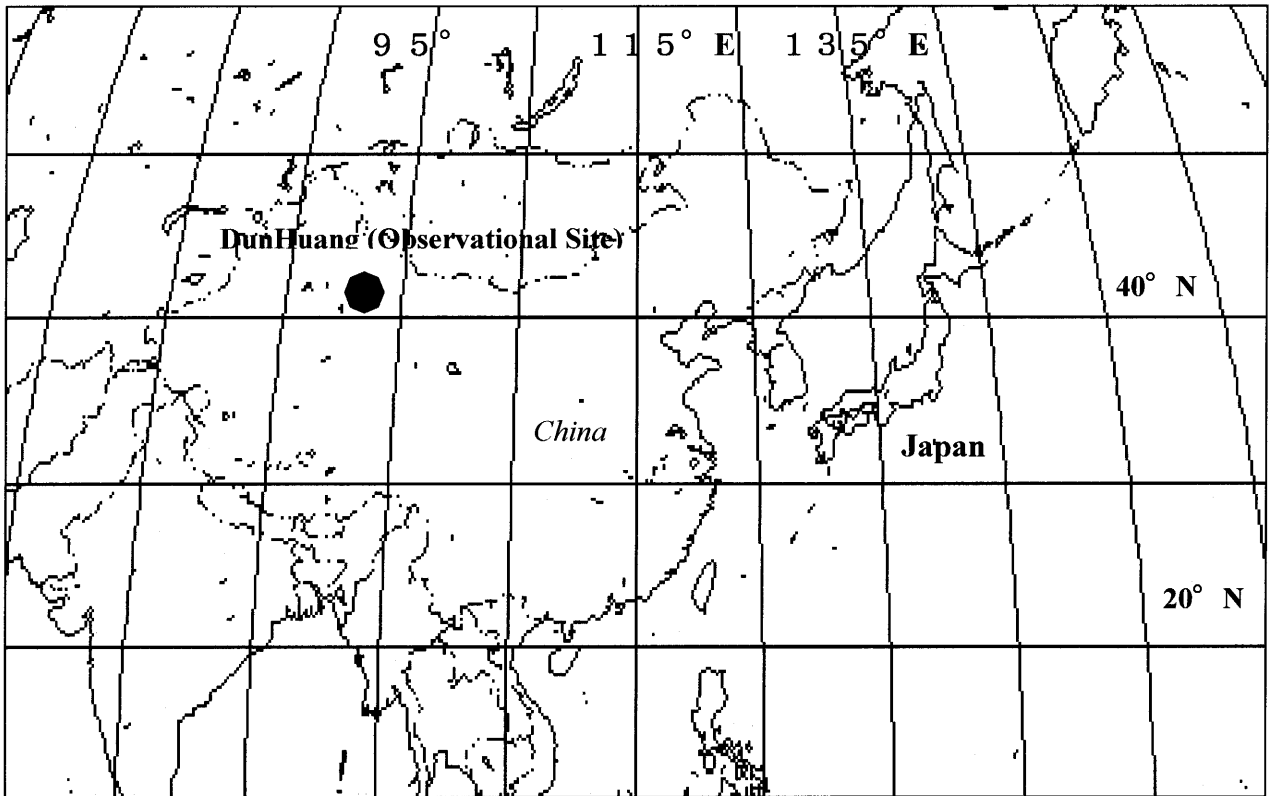 ９５°
１１５° E
１３５° E
DunHuang (Observational Site)
40° N
China
Japan
20° N